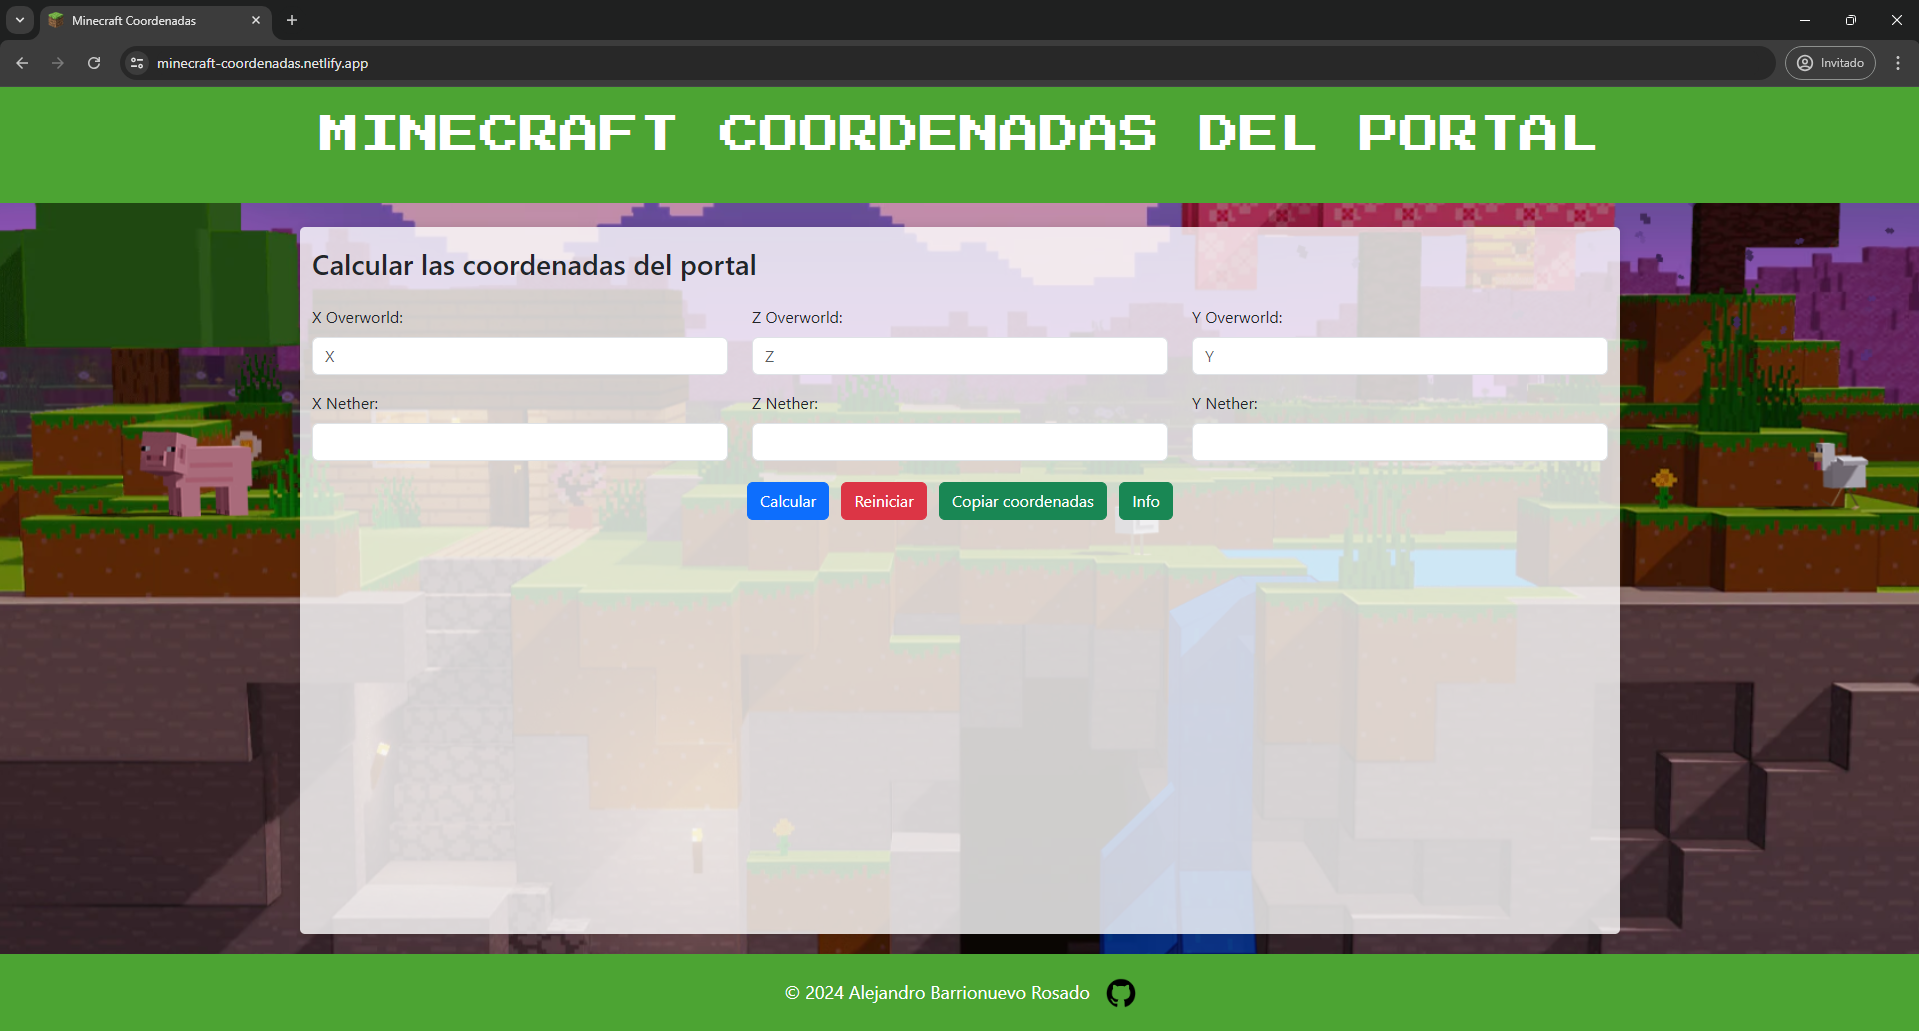 Minecraft Coordenadas
minecraft-coordenadas.netlify.app
Invitado
MINECRAFT COORDENADAS DEL PORTAL
Calcular las coordenadas del portal
X Overworld:
Z Overworld:
Y Overworld:
X
Z
Y
X Nether:
Z Nether:
Y Nether:
Calcular
Reiniciar
Copiar coordenadas
Info
© 2024 Alejandro Barrionuevo Rosado